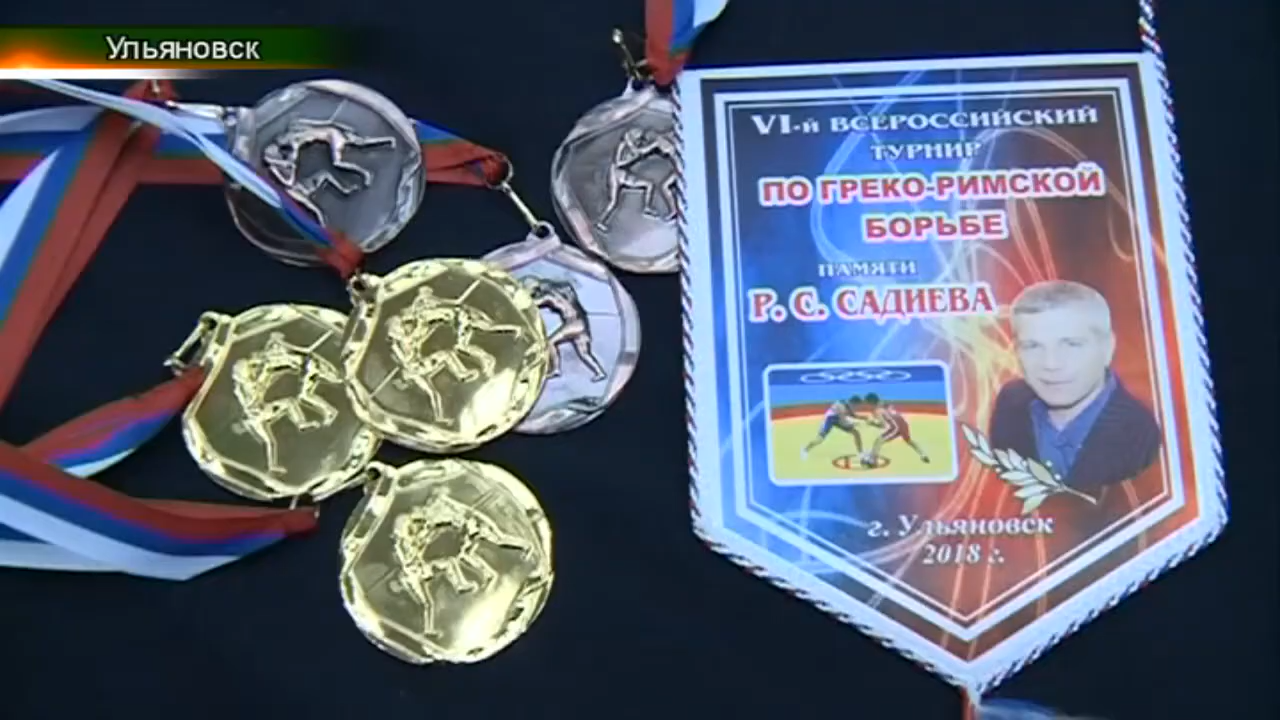 Ульяновск
VI-й ВСЕРОССИЙСКИЙ
ТУРНИР
ПО ГРЕКО-РИМСКОЙ
БОРЬБЕ
ПАМЯТИ
Р. С. САДИЕВА
г. Ульяновск
2018 г.